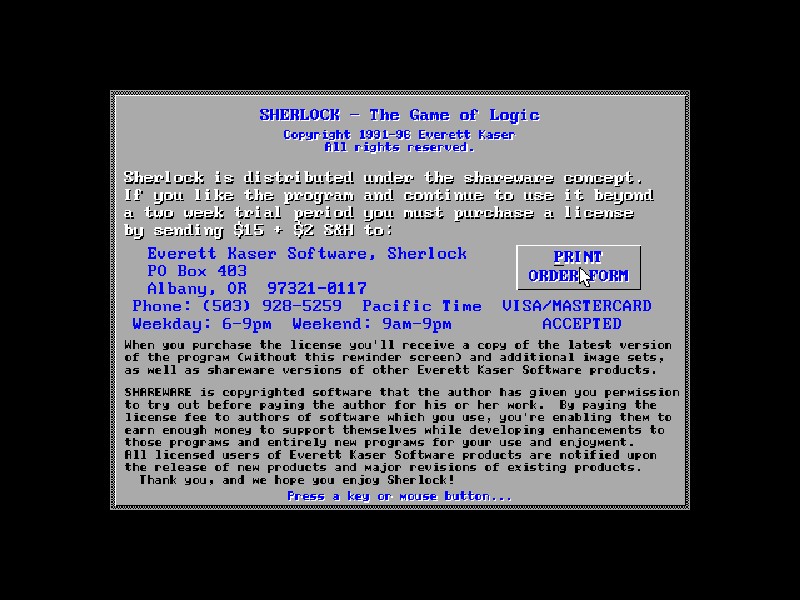 SHERLOCK - The Game of Logic
Copyright 1991-96 Everett Kaser
All rights reserved.
Sherlock is distributed under the shareware concept.
If you like the program and continue to use it beyond
a two week trial period you must purchase a license
by sending $15 + $2 S&H to:
Everett Kaser Software, Sherlock
PO Box 403
Albany, OR  97321-0117
PRINT
ORDER FORM
Phone: (503) 928-5259  Pacific Time  VISA/MASTERCARD
Weekday: 6-9pm  Weekend: 9am-9pm  ACCEPTED
When you purchase the license you'll receive a copy of the latest version
of the program (without this reminder screen) and additional image sets,
as well as shareware versions of other Everett Kaser Software products.
SHAREWARE is copyrighted software that the author has given you permission
to try out before paying the author for his or her work.  By paying the
license fee to authors of software which you use, you're enabling them to
earn enough money to support themselves while developing enhancements to
those programs and entirely new programs for your use and enjoyment.
All licensed users of Everett Kaser Software products are notified upon
the release of new products and major revisions of existing products.
Thank you, and we hope you enjoy Sherlock!
Press a key or mouse button...